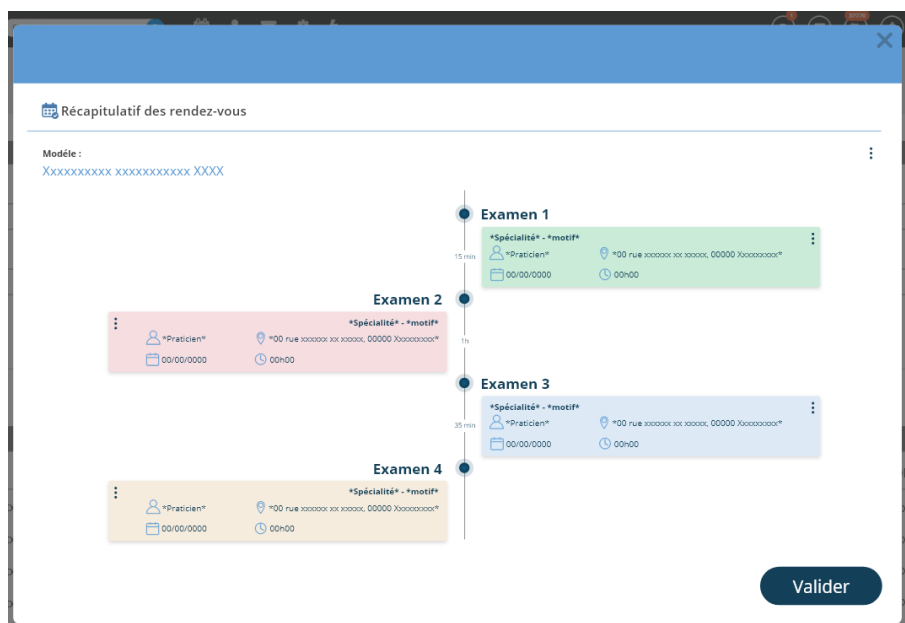 Récapitulatif des rendez-vous
Modéle :
Xxxxxxxxxx xxxxxxxxxxx XXXX
Examen 1
*Spécialité* - *motif*
*Praticien* *00 rue xxxxxx xx xxxxx, 00000 Xxxxxxxxx*
00/00/0000 00h00
15 min
Examen 2
*Spécialité* - *motif*
*Praticien* *00 rue xxxxxx xx xxxxx, 00000 Xxxxxxxxx*
00/00/0000 00h00
1h
Examen 3
*Spécialité* - *motif*
*Praticien* *00 rue xxxxxx xx xxxxx, 00000 Xxxxxxxxx*
00/00/0000 00h00
35 min
Examen 4
*Spécialité* - *motif*
*Praticien* *00 rue xxxxxx xx xxxxx, 00000 Xxxxxxxxx*
00/00/0000 00h00
Valider